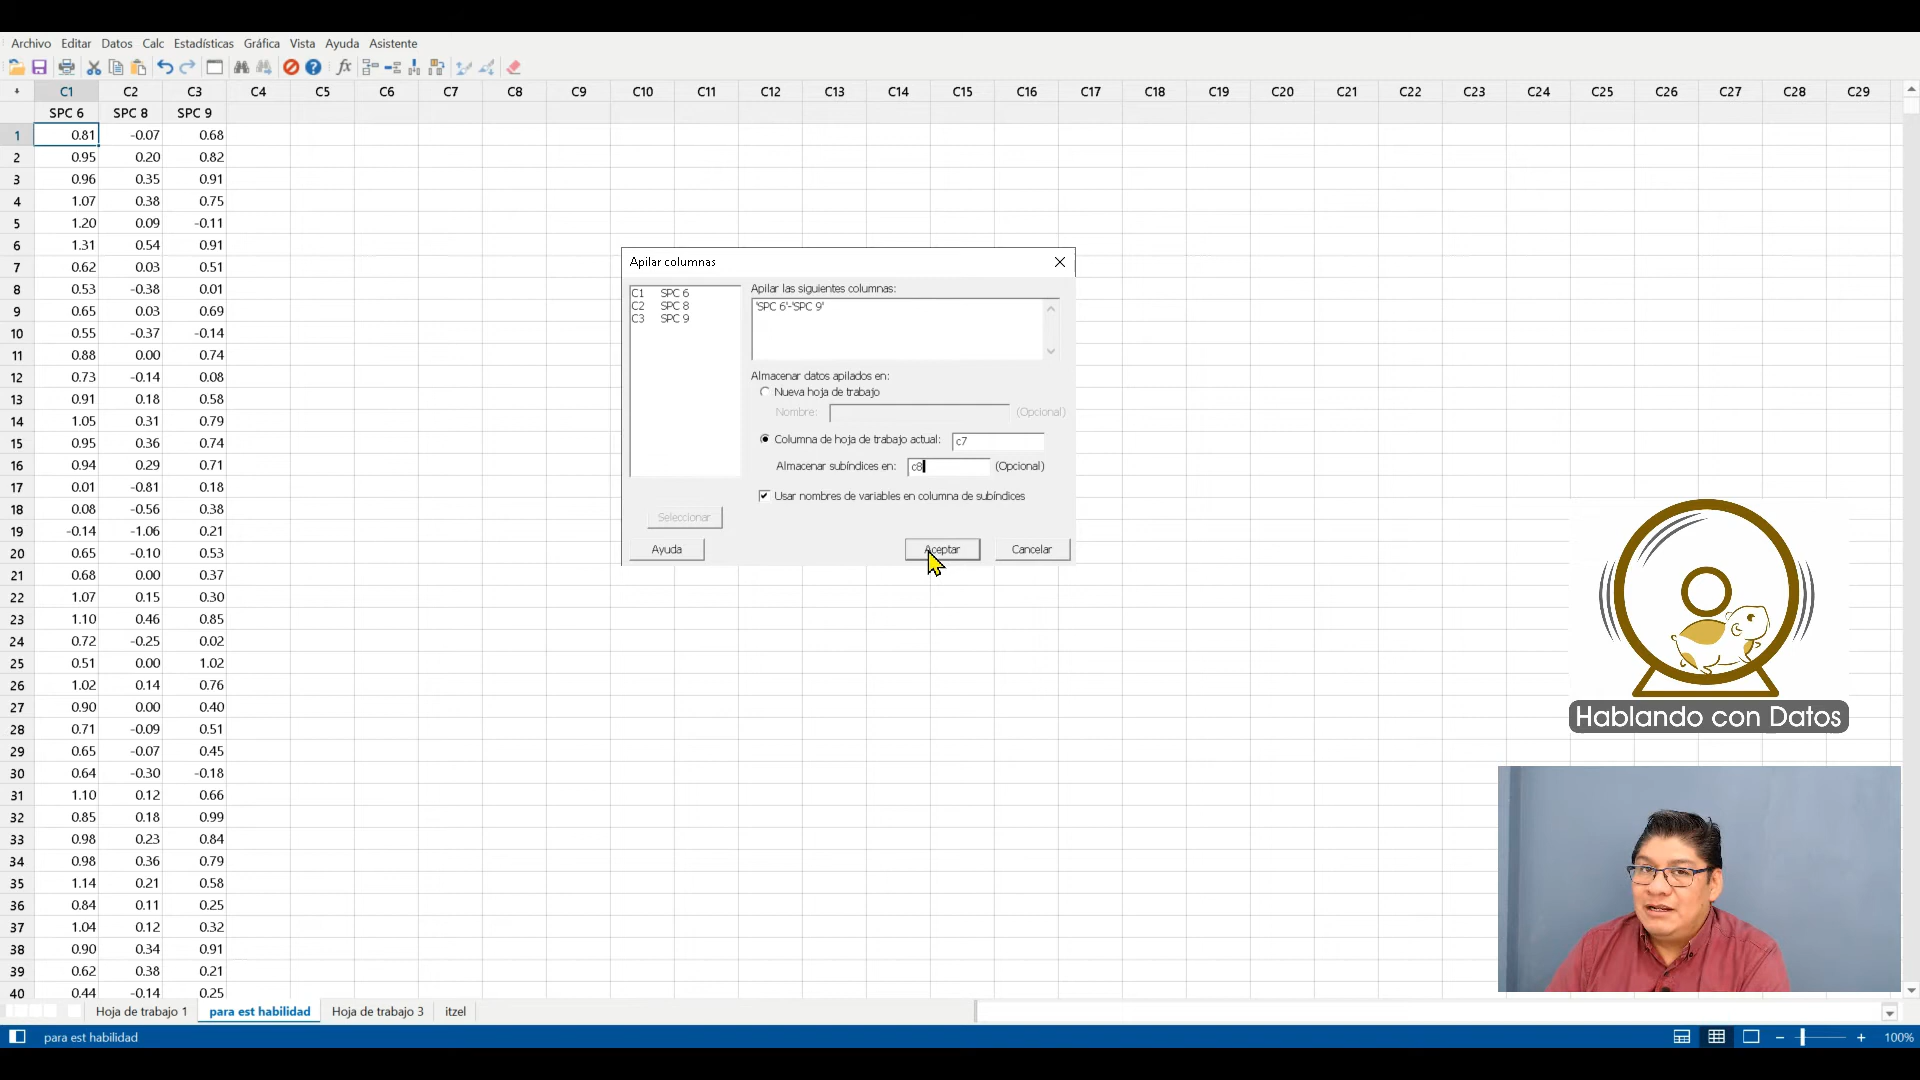 Archivo Editar Datos Calc Estadísticas Gráfica Vista Ayuda Asistente
C1 C2 C3 C4 C5 C6 C7 C8 C9 C10 C11 C12 C13 C14 C15 C16 C17 C18 C19 C20 C21 C22 C23 C24 C25 C26 C27 C28 C29
SPC 6 SPC 8 SPC 9
1 0.81 -0.07 0.68
2 0.95 0.20 0.82
3 0.96 0.35 0.91
4 1.07 0.38 0.75
5 1.20 0.09 -0.11
6 1.31 0.54 0.91
7 0.62 0.03 0.51
8 0.53 -0.38 0.01
9 0.65 0.03 0.69
10 0.55 -0.37 -0.14
11 0.88 0.00 0.74
12 0.73 -0.14 0.08
13 0.91 0.18 0.58
14 1.05 0.31 0.79
15 0.95 0.36 0.74
16 0.94 0.29 0.71
17 0.01 -0.81 0.18
18 0.08 -0.56 0.38
19 -0.14 -1.06 0.21
20 0.65 -0.10 0.53
21 0.68 0.00 0.37
22 1.07 0.15 0.30
23 1.10 0.46 0.85
24 0.72 -0.25 0.02
25 0.51 0.00 1.02
26 1.02 0.14 0.76
27 0.90 0.00 0.40
28 0.71 -0.09 0.51
29 0.65 -0.07 0.45
30 0.64 -0.30 -0.18
31 1.10 0.12 0.66
32 0.85 0.18 0.99
33 0.98 0.23 0.84
34 0.98 0.36 0.79
35 1.14 0.21 0.58
36 0.84 0.11 0.25
37 1.04 0.12 0.32
38 0.90 0.34 0.91
39 0.62 0.38 0.21
40 0.44 -0.14 0.25
Apilar columnas
C1 SPC 6
C2 SPC 8
C3 SPC 9
Apilar las siguientes columnas:
'SPC 6'-'SPC 9'
Almacenar datos apilados en:
Nueva hoja de trabajo
Nombre: (Opcional)
Columna de hoja de trabajo actual: c7
Almacenar subíndices en: c8 (Opcional)
Usar nombres de variables en columna de subíndices
Seleccionar
Ayuda Aceptar Cancelar
Hablando con Datos
Hoja de trabajo 1 para est habilidad Hoja de trabajo 3 itzel
para est habilidad 100%